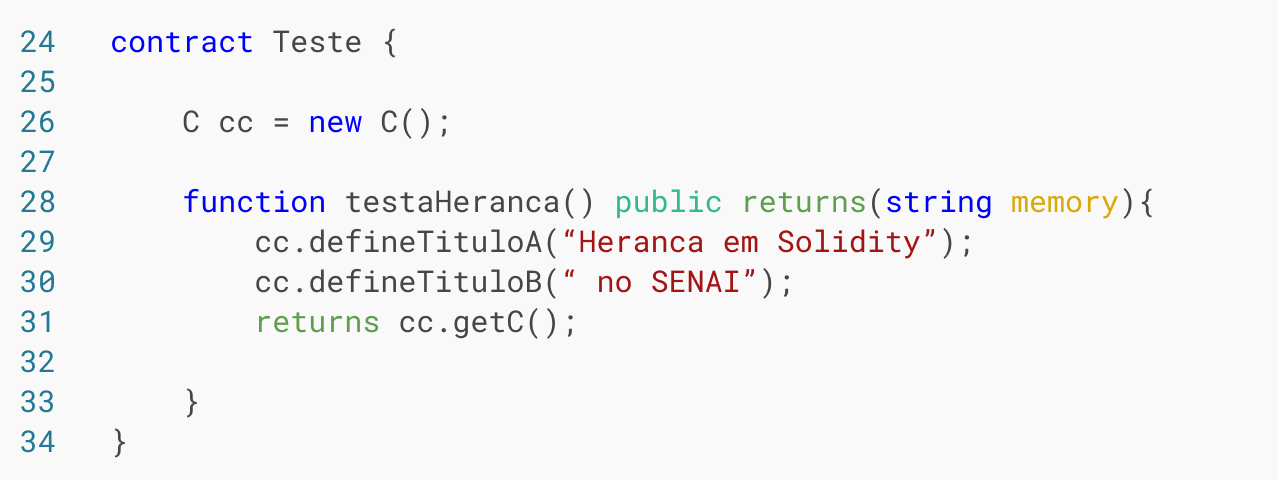 24 contract Teste {
25
26 C cc = new C();
27
28 function testaHeranca() public returns(string memory){
29 cc.defineTituloA(“Heranca em Solidity”);
30 cc.defineTituloB(“ no SENAI”);
31 returns cc.getC();
32
33 }
34 }